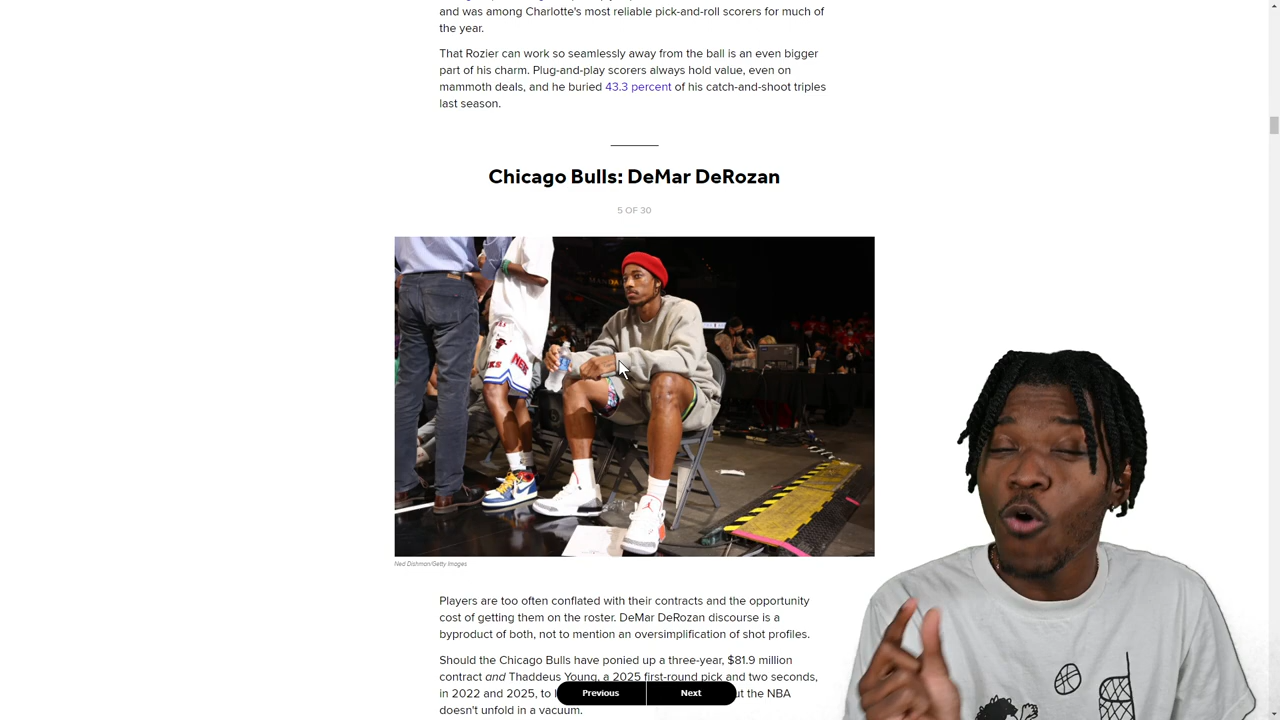 and was among Charlotte's most reliable pick-and-roll scorers for much of
the year.
That Rozier can work so seamlessly away from the ball is an even bigger
part of his charm. Plug-and-play scorers always hold value, even on
mammoth deals, and he buried 43.3 percent of his catch-and-shoot triples
last season.
Chicago Bulls: DeMar DeRozan
5 OF 30
Ned Dishman/Getty Images
Players are too often conflated with their contracts and the opportunity
cost of getting them on the roster. DeMar DeRozan discourse is a
byproduct of both, not to mention an oversimplification of shot profiles.
Should the Chicago Bulls have ponied up a three-year, $81.9 million
contract and Thaddeus Young, a 2025 first-round pick and two seconds,
in 2022 and 2025, to
Previous
Next
the NBA
doesn't unfold in a vacuum.